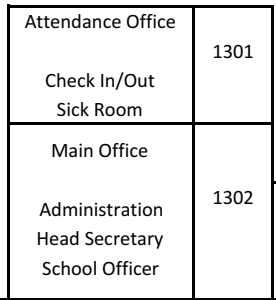 Attendance Office
1301
Check In/Out
Sick Room
Main Office
1302
Administration
Head Secretary
School Officer